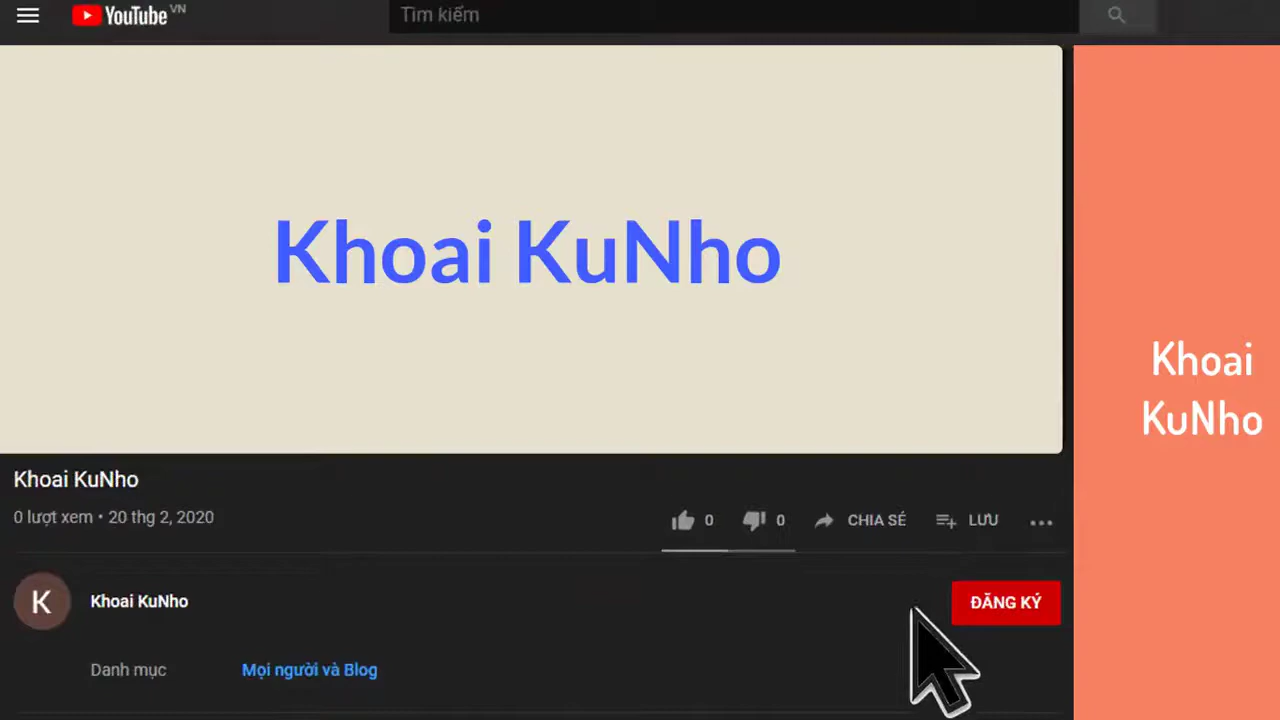 YouTube VN
Tìm kiếm
Khoai KuNho
Khoai
KuNho
Khoai KuNho
0 lượt xem • 20 thg 2, 2020
0
0
CHIA SẺ
LƯU
K
Khoai KuNho
ĐĂNG KÝ
Danh mục
Mọi người và Blog